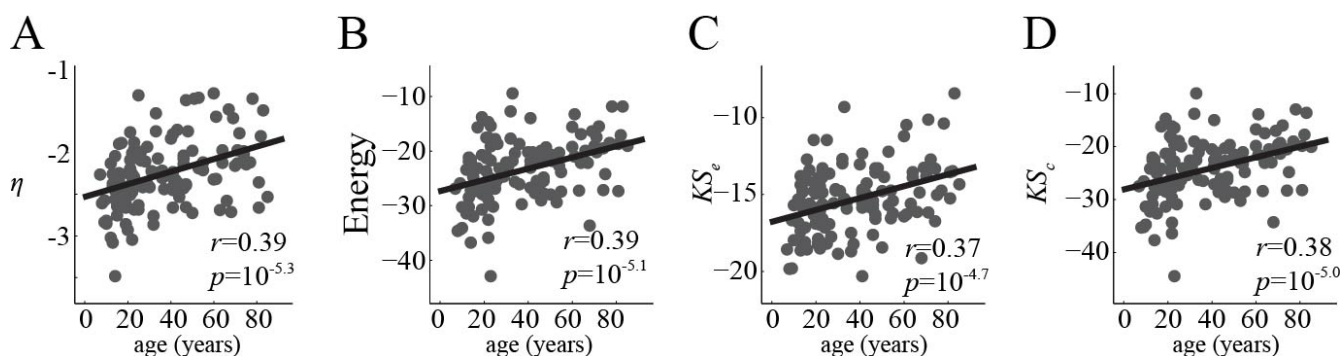 A
η
-1
-2
-3
r=0.39
p=10^-5.3
0 20 40 60 80
age (years)
B
Energy
−10
−20
−30
−40
r=0.39
p=10^-5.1
0 20 40 60 80
age (years)
C
KS_e
−10
−15
−20
r=0.37
p=10^-4.7
0 20 40 60 80
age (years)
D
KS_c
−10
−20
−30
−40
r=0.38
p=10^-5.0
0 20 40 60 80
age (years)